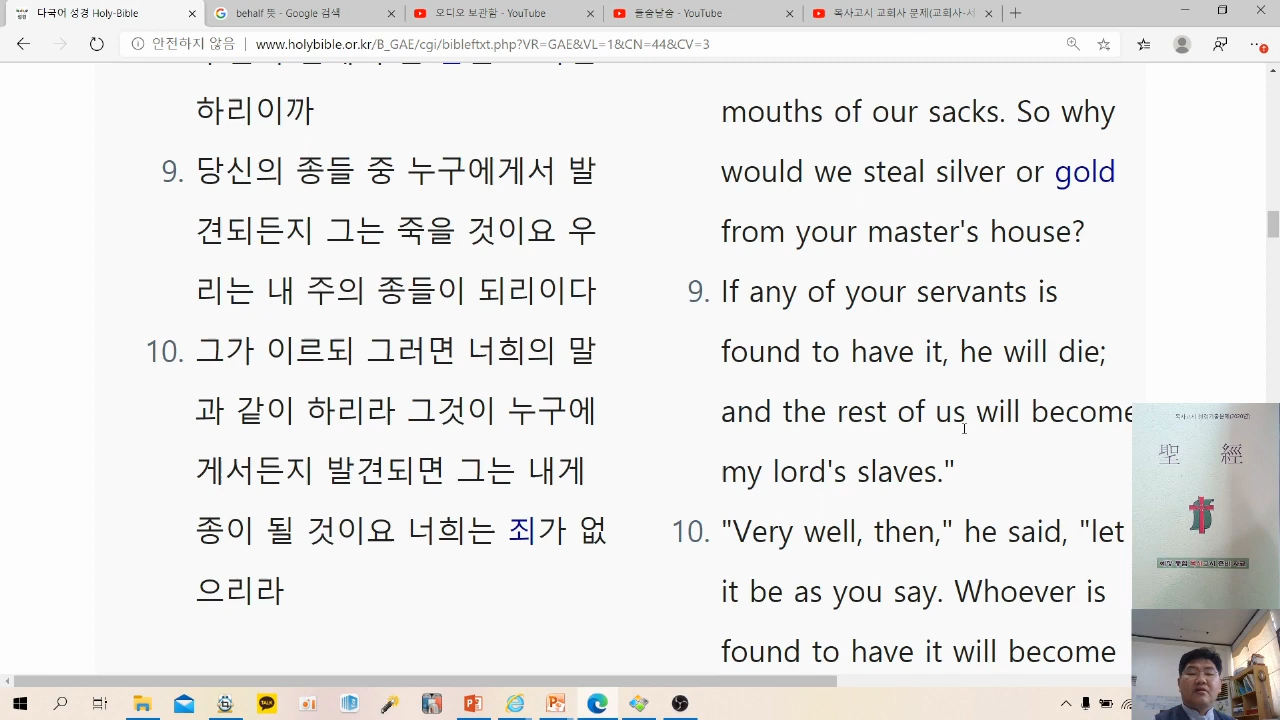 다국어 성경 Holy-Bible
behalf 뜻 - Google 검색
오디오 보관함 - YouTube
들숨날숨 - YouTube
목사고시 교회사 문제(교회사-서
안전하지 않음
www.holybible.or.kr/B_GAE/cgi/bibleftxt.php?VR=GAE&VL=1&CN=44&CV=3
하리이까
9. 당신의 종들 중 누구에게서 발
견되든지 그는 죽을 것이요 우
리는 내 주의 종들이 되리이다
10. 그가 이르되 그러면 너희의 말
과 같이 하리라 그것이 누구에
게서든지 발견되면 그는 내게
종이 될 것이요 너희는 죄가 없
으리라
mouths of our sacks. So why
would we steal silver or gold
from your master's house?
9. If any of your servants is
found to have it, he will die;
and the rest of us will become
my lord's slaves."
10. "Very well, then," he said, "let
it be as you say. Whoever is
found to have it will become
聖 經
TALK